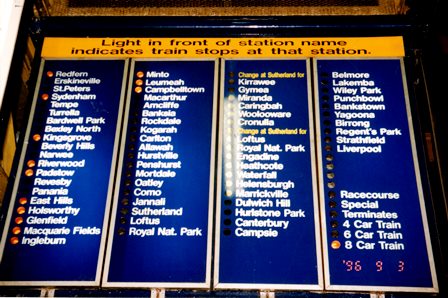 Light in front of station name
indicates train stops at that station.
Redfern
Erskineville
St.Peters
Sydenham
Tempe
Turrella
Bardwell Park
Bexley North
Kingsgrove
Beverly Hills
Narwee
Riverwood
Padstow
Revesby
Panania
East Hills
Holsworthy
Glenfield
Macquarie Fields
Ingleburn
Minto
Leumeah
Campbelltown
Macarthur
Arncliffe
Banksia
Rockdale
Kogarah
Carlton
Allawah
Hurstville
Penshurst
Mortdale
Oatley
Como
Jannali
Sutherland
Loftus
Royal Nat. Park
Change at Sutherland for
Kirrawee
Gymea
Miranda
Caringbah
Woolooware
Cronulla
Change at Sutherland for
Loftus
Royal Nat. Park
Engadine
Heathcote
Waterfall
Helensburgh
Marrickville
Dulwich Hill
Hurlstone Park
Canterbury
Campsie
Belmore
Lakemba
Wiley Park
Punchbowl
Bankstown
Yagoona
Birrong
Regent's Park
Strathfield
Liverpool
Racecourse
Special
Terminates
4 Car Train
6 Car Train
8 Car Train
'96 9 3